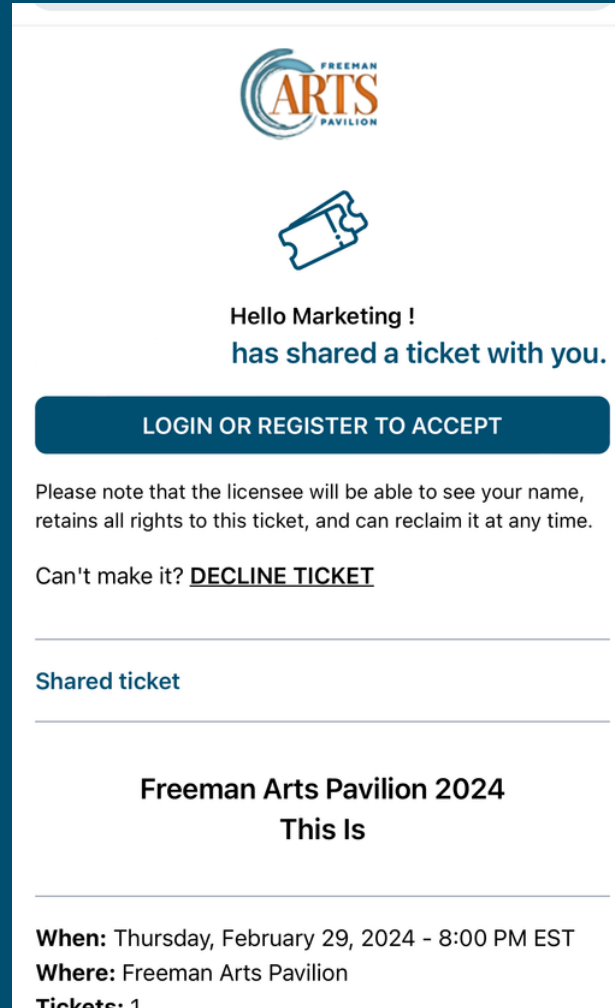 FREEMAN
ARTS
PAVILION
Hello Marketing !
has shared a ticket with you.
LOGIN OR REGISTER TO ACCEPT
Please note that the licensee will be able to see your name,
retains all rights to this ticket, and can reclaim it at any time.
Can't make it? DECLINE TICKET
Shared ticket
Freeman Arts Pavilion 2024
This Is
When: Thursday, February 29, 2024 - 8:00 PM EST
Where: Freeman Arts Pavilion
Tickets: 1